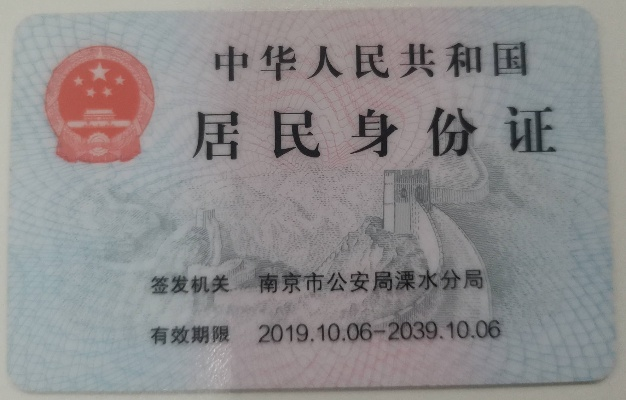 中华人民共和国
居民身份证
签发机关 南京市公安局溧水分局
有效期限 2019.10.06-2039.10.06